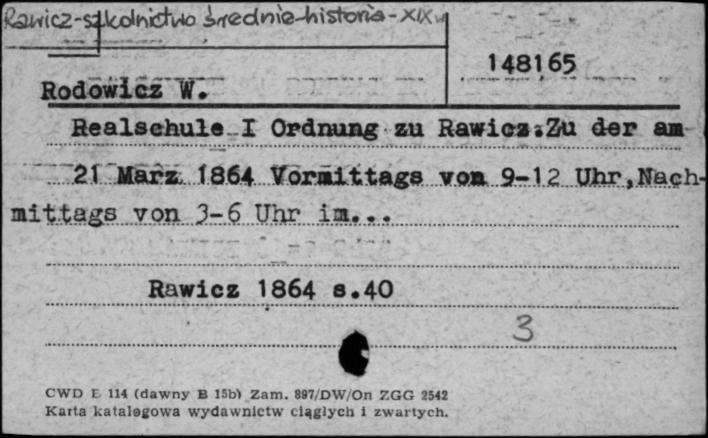 Rawicz-szkolnictwo średnie-historia-XIX w
148165
Rodowicz W.
Realschule I Ordnung zu Rawicz.Zu der am
21 Marz 1864 Vormittags von 9-12 Uhr,Nach-
mittags von 3-6 Uhr im...
Rawicz 1864 s.40
3
CWD E 114 (dawny B 15b) Zam. 897/DW/On ZGG 2542
Karta katalogowa wydawnictw ciągłych i zwartych.